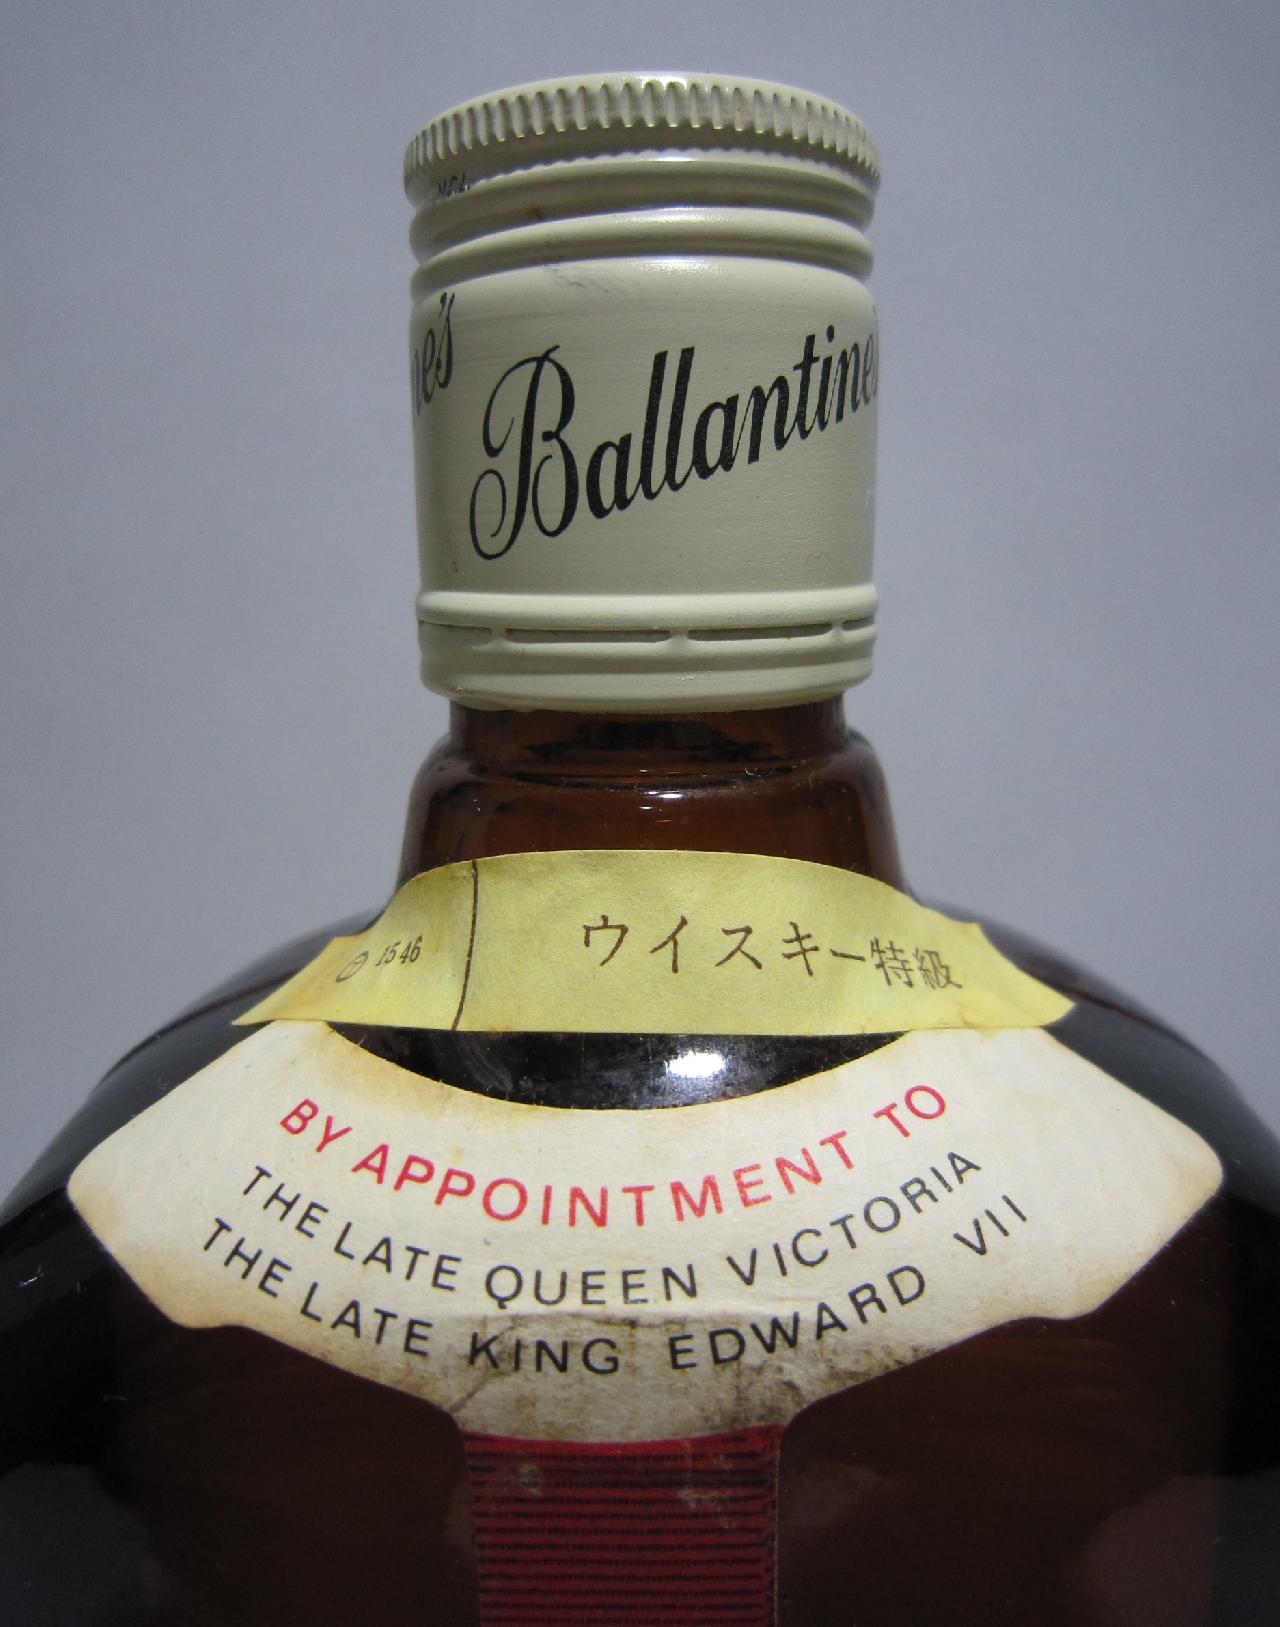 ne's Ballantine's
1546 ウイスキー特級
BY APPOINTMENT TO
THE LATE QUEEN VICTORIA
THE LATE KING EDWARD VII